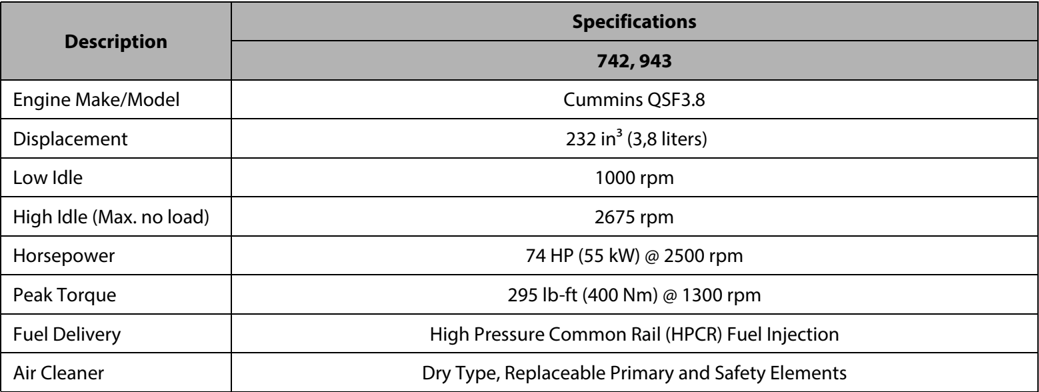 Description
Specifications
742, 943
Engine Make/Model
Cummins QSF3.8
Displacement
232 in³ (3,8 liters)
Low Idle
1000 rpm
High Idle (Max. no load)
2675 rpm
Horsepower
74 HP (55 kW) @ 2500 rpm
Peak Torque
295 lb-ft (400 Nm) @ 1300 rpm
Fuel Delivery
High Pressure Common Rail (HPCR) Fuel Injection
Air Cleaner
Dry Type, Replaceable Primary and Safety Elements